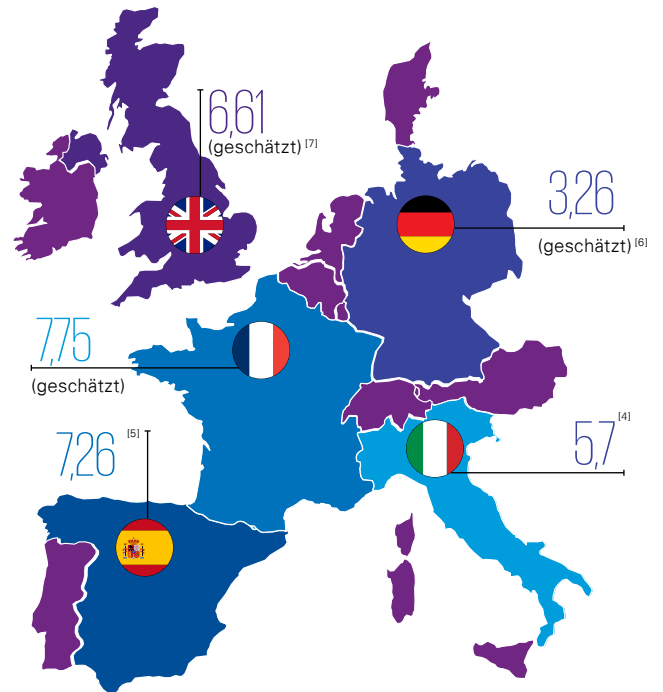 6,61
(geschätzt) [7]
3,26
(geschätzt) [6]
7,75
(geschätzt)
7,26 [5]
5,7 [4]